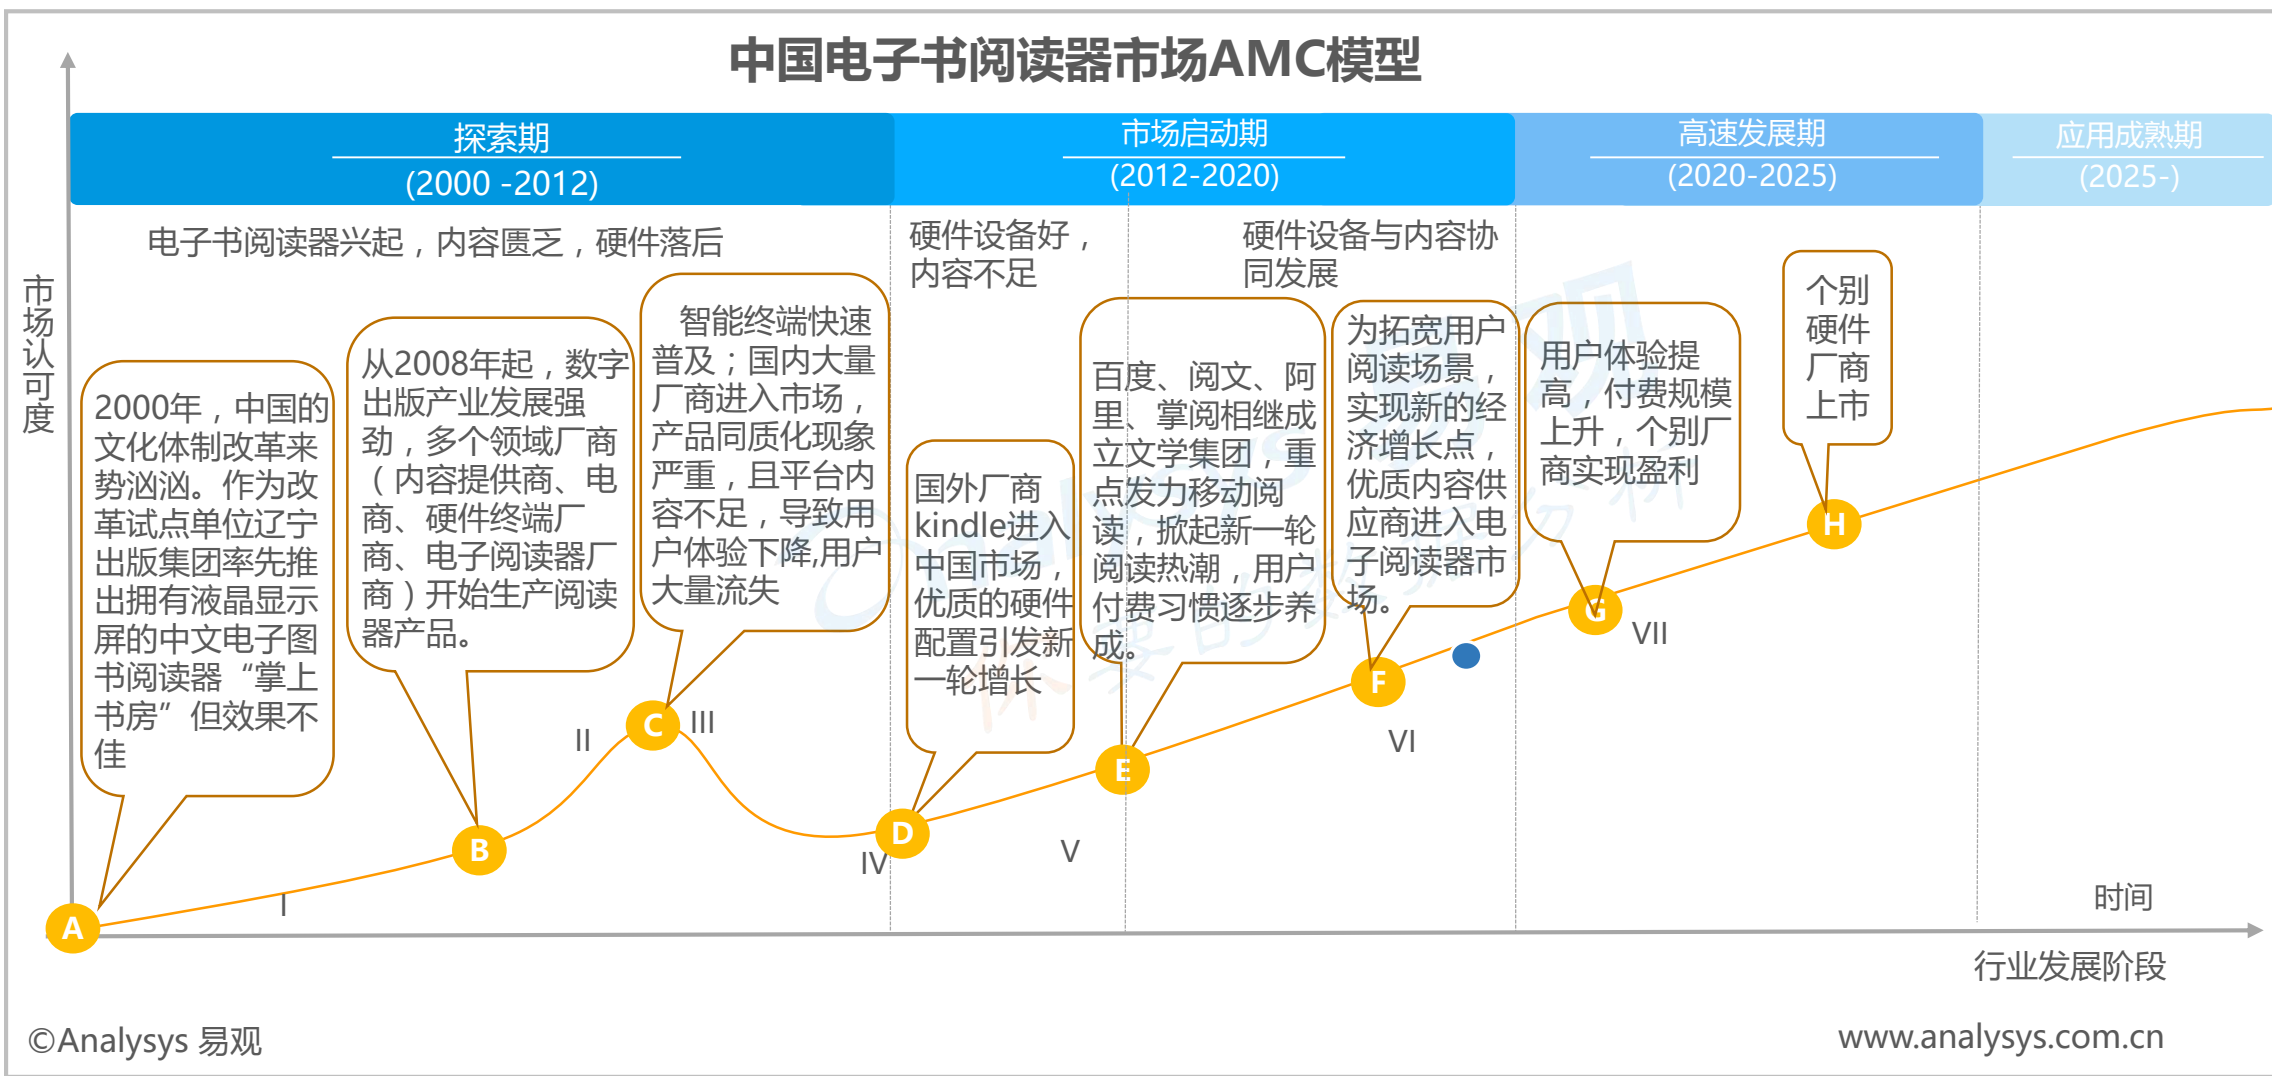 中国电子书阅读器市场AMC模型
探索期
(2000 -2012)
市场启动期
(2012-2020)
高速发展期
(2020-2025)
应用成熟期
(2025-)
市场认可度
电子书阅读器兴起，内容匮乏，硬件落后
硬件设备好，
内容不足
硬件设备与内容协
同发展
2000年，中国的
文化体制改革来
势汹汹。作为改
革试点单位辽宁
出版集团率先推
出拥有液晶显示
屏的中文电子图
书阅读器“掌上
书房”但效果不
佳
从2008年起，数字
出版产业发展强
劲，多个领域厂商
（内容提供商、电
商、硬件终端厂
商、电子阅读器厂
商）开始生产阅读
器产品。
智能终端快速
普及；国内大量
厂商进入市场，
产品同质化现象
严重，且平台内
容不足，导致用
户体验下降,用户
大量流失
国外厂商
kindle进入
中国市场，
优质的硬件
配置引发新
一轮增长
百度、阅文、阿
里、掌阅相继成
立文学集团，重
点发力移动阅
读，掀起新一轮
阅读热潮，用户
付费习惯逐步养
成。
为拓宽用户
阅读场景，
实现新的经
济增长点，
优质内容供
应商进入电
子阅读器市
场。
用户体验提
高，付费规模
上升，个别厂
商实现盈利
个别
硬件
厂商
上市
A
B
C
D
E
F
G
H
I
II
III
IV
V
VI
VII
Analysys 易观
你要的数据分析
时间
行业发展阶段
©Analysys 易观
www.analysys.com.cn